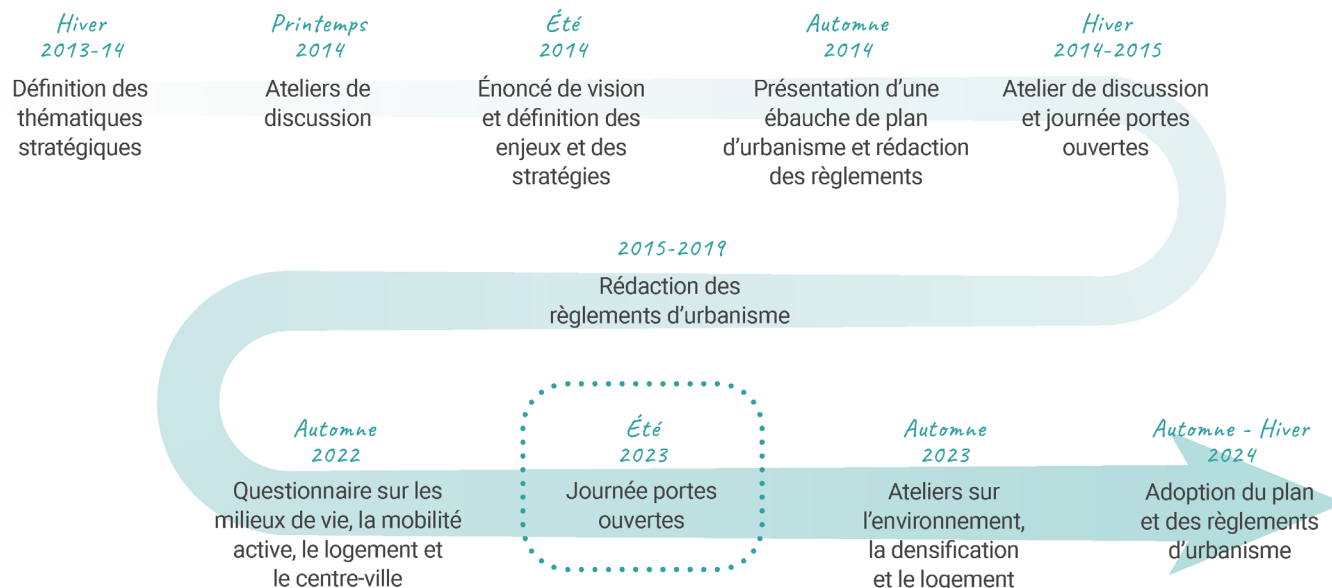 Hiver
2013-14
Définition des
thématiques
stratégiques
Printemps
2014
Ateliers de
discussion
Été
2014
Énoncé de vision
et définition des
enjeux et des
stratégies
Automne
2014
Présentation d'une
ébauche de plan
d'urbanisme et rédaction
des règlements
Hiver
2014-2015
Atelier de discussion
et journée portes
ouvertes
2015-2019
Rédaction des
règlements d'urbanisme
Automne
2022
Questionnaire sur les
milieux de vie, la mobilité
active, le logement et
le centre-ville
Été
2023
Journée portes
ouvertes
Automne
2023
Ateliers sur
l'environnement,
la densification
et le logement
Automne - Hiver
2024
Adoption du plan
et des règlements
d'urbanisme